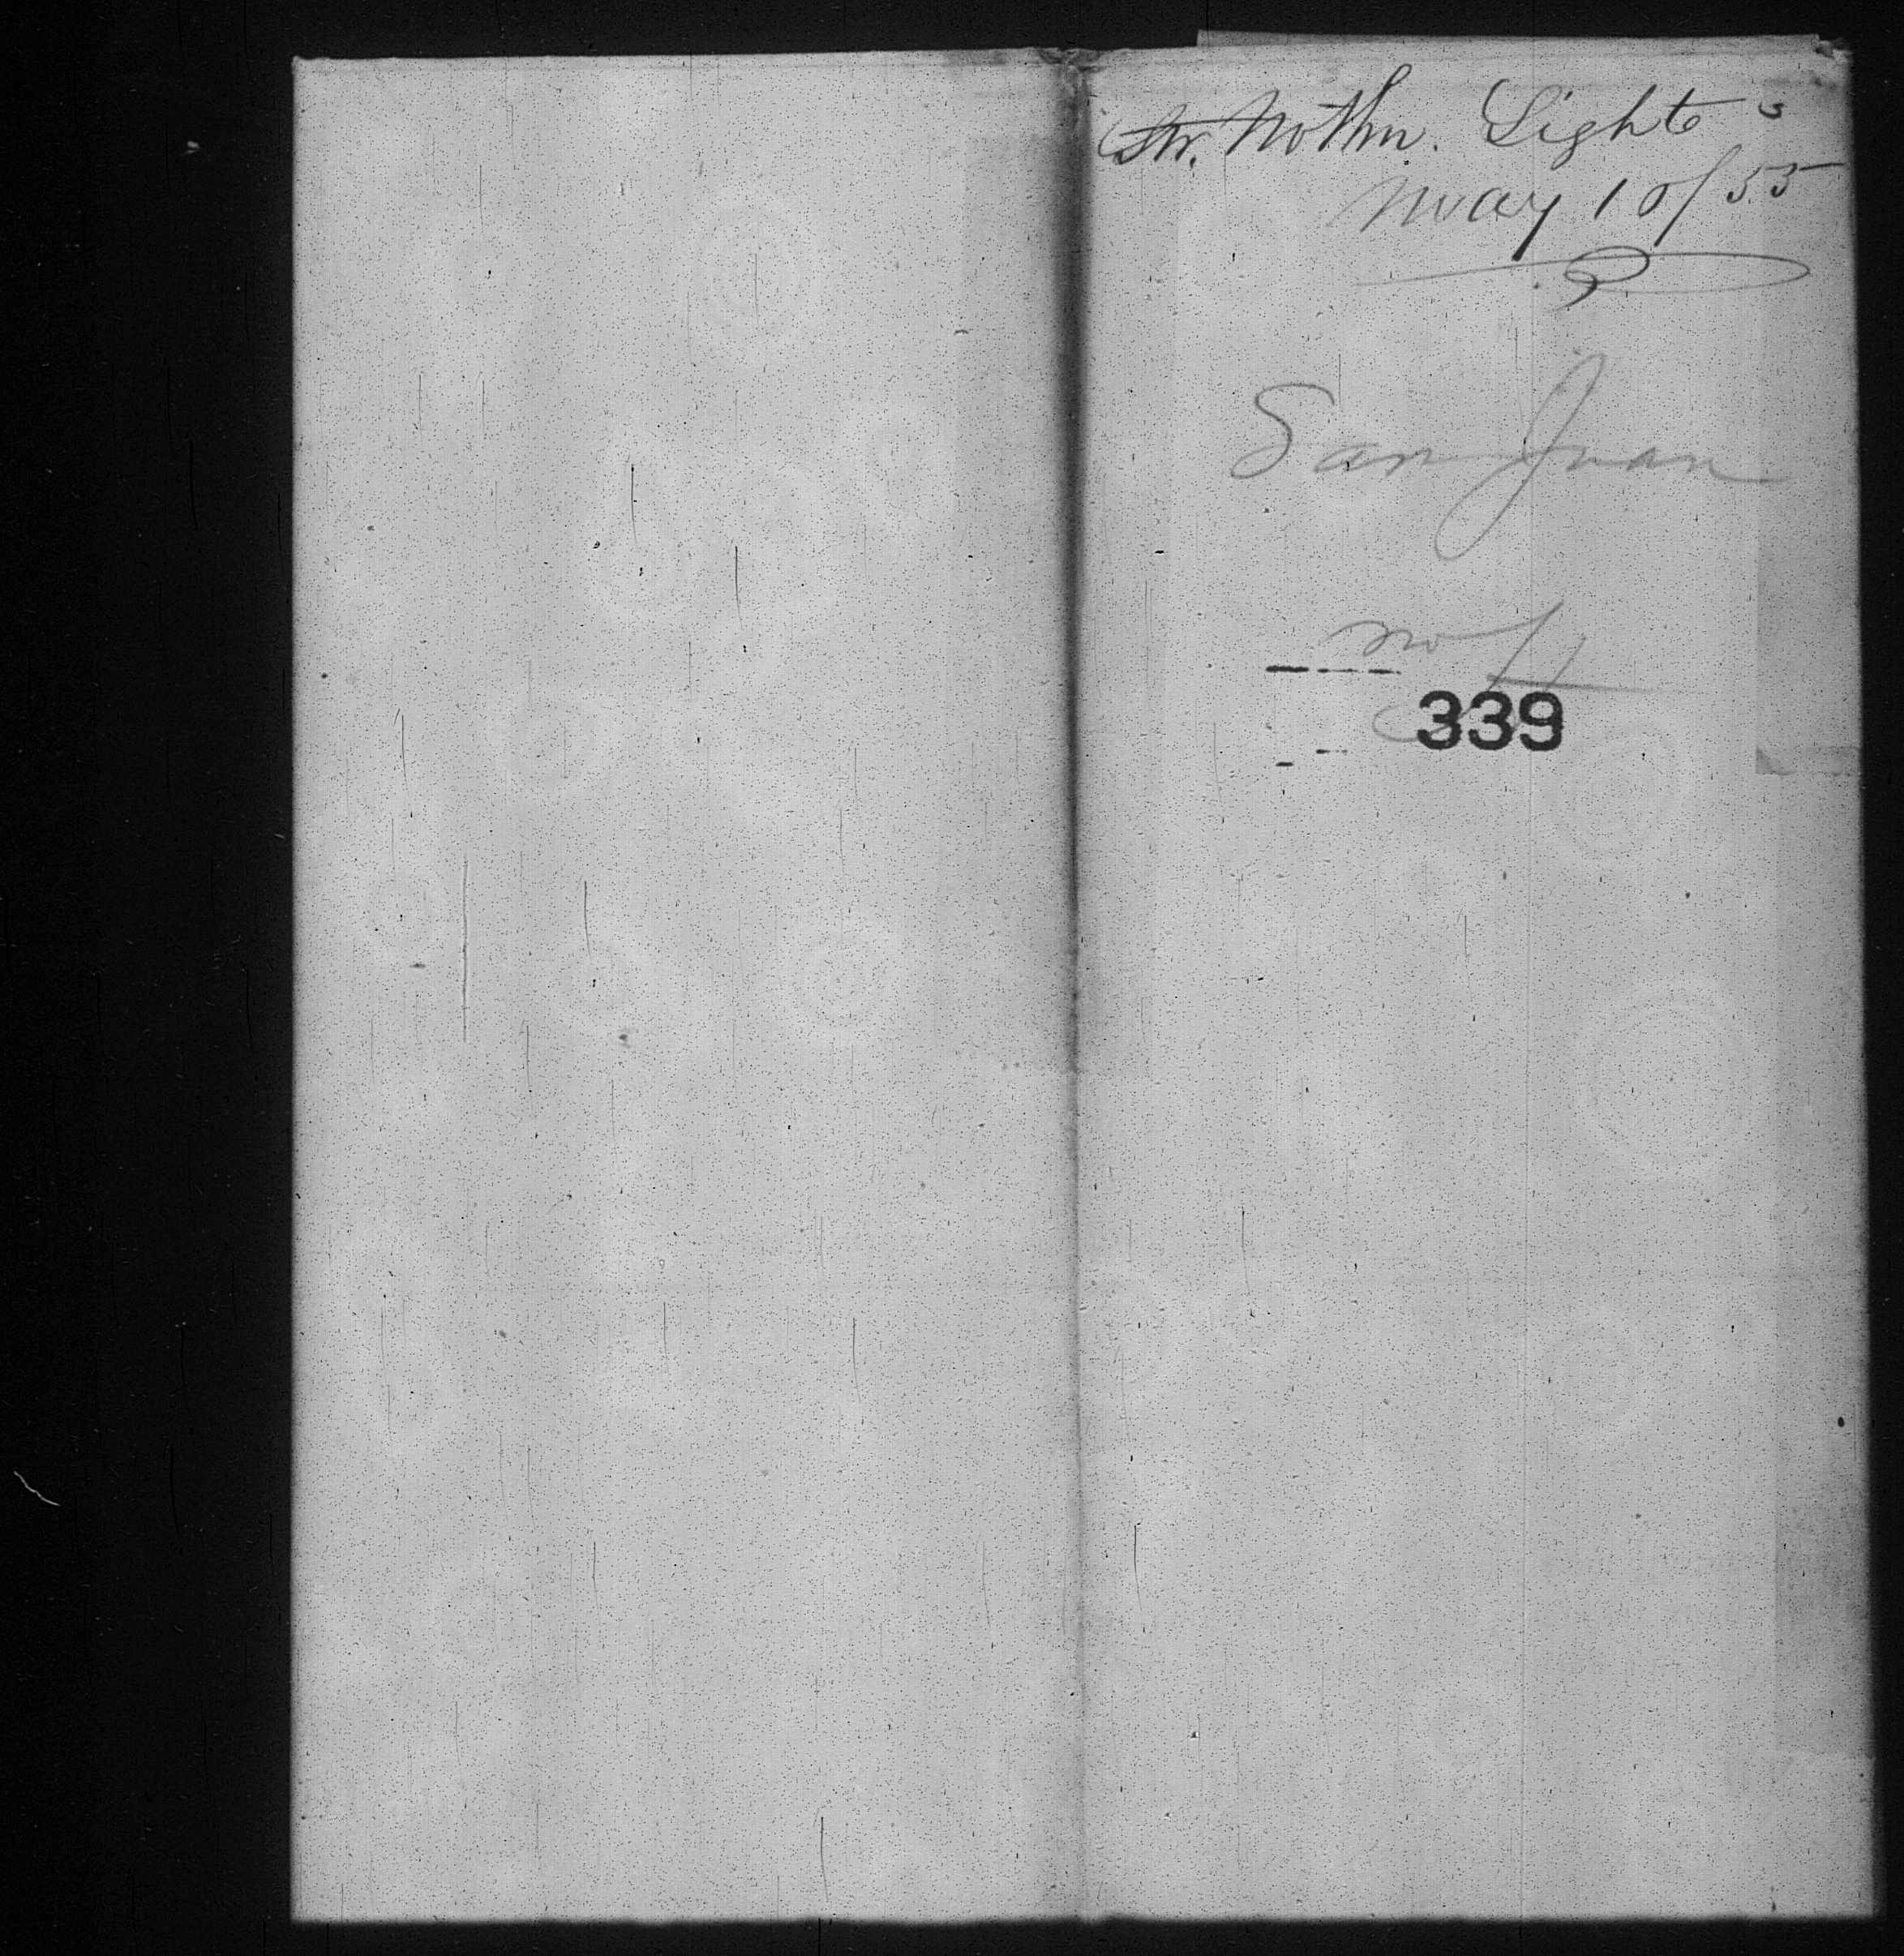 Str. Nothn. Light
May 10/55
San Juan
No 4
339